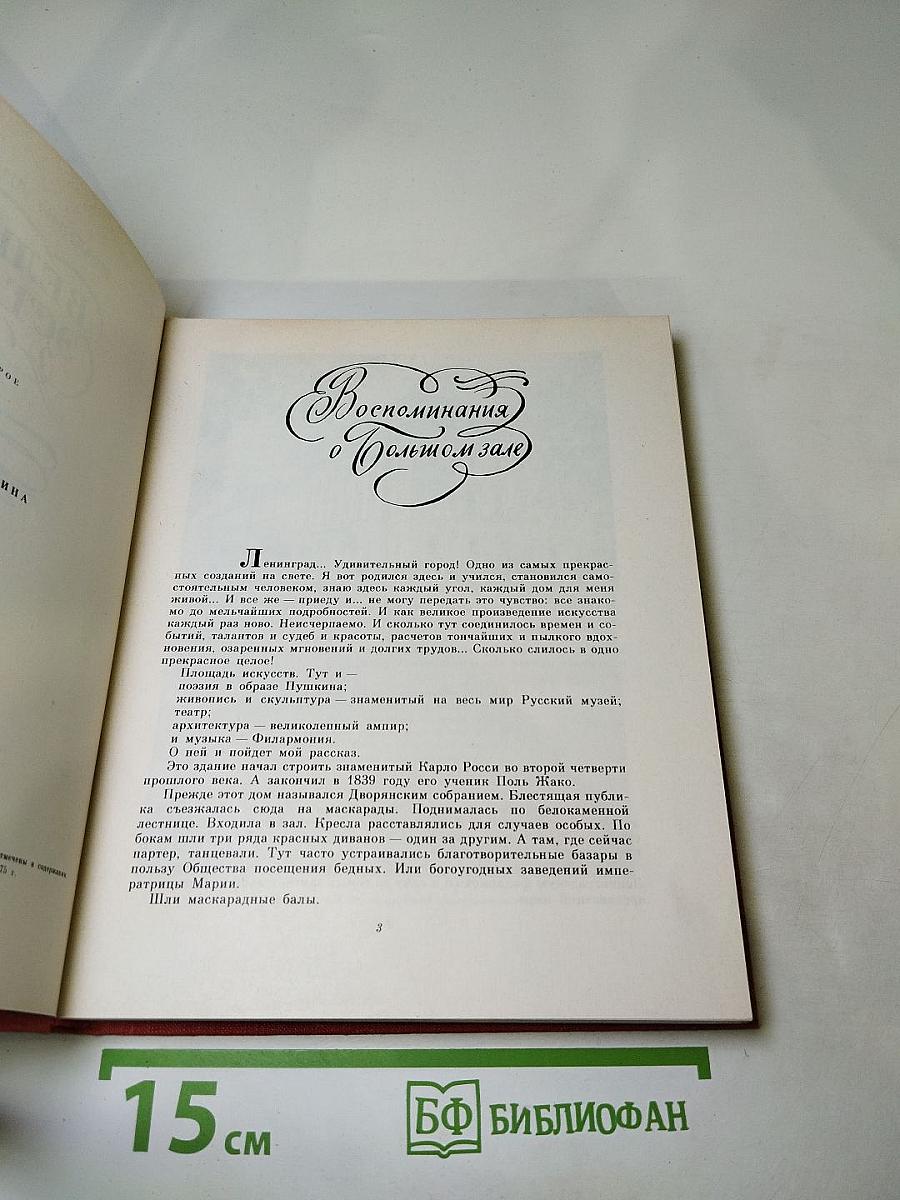 РОЕ
ИНА
тмечены в содержании
75 г.
Воспоминания
о Большом зале
Ленинград... Удивительный город! Одно из самых прекрас-
ных созданий на свете. Я вот родился здесь и учился, становился само-
стоятельным человеком, знаю здесь каждый угол, каждый дом для меня
живой... И все же — приеду и... не могу передать это чувство: все знако-
мо до мельчайших подробностей. И как великое произведение искусства
каждый раз ново. Неисчерпаемо. И сколько тут соединилось времен и со-
бытий, талантов и судеб и красоты, расчетов тончайших и пылкого вдох-
новения, озаренных мгновений и долгих трудов... Сколько слилось в одно
прекрасное целое!
Площадь искусств. Тут и —
поэзия в образе Пушкина;
живопись и скульптура — знаменитый на весь мир Русский музей;
театр;
архитектура — великолепный ампир;
и музыка — Филармония.
О ней и пойдет мой рассказ.
Это здание начал строить знаменитый Карло Росси во второй четверти
прошлого века. А закончил в 1839 году его ученик Поль Жако.
Прежде этот дом назывался Дворянским собранием. Блестящая публи-
ка съезжалась сюда на маскарады. Поднималась по белокаменной
лестнице. Входила в зал. Кресла расставлялись для случаев особых. По
бокам шли три ряда красных диванов — один за другим. А там, где сейчас
партер, танцевали. Тут часто устраивались благотворительные базары в
пользу Общества посещения бедных. Или богоугодных заведений импе-
ратрицы Марии.
Шли маскарадные балы.
3
15 см
БФ БИБЛИОФАН